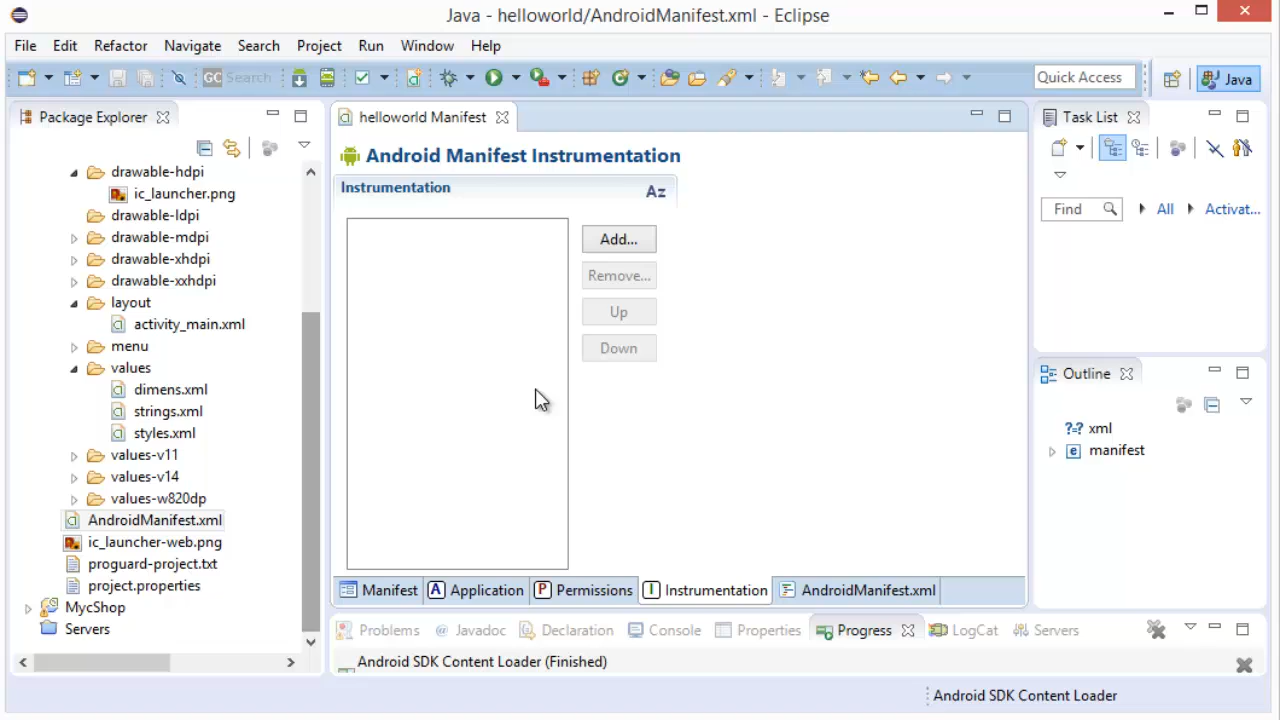 Java - helloworld/AndroidManifest.xml - Eclipse
File Edit Refactor Navigate Search Project Run Window Help
GC Search
Quick Access
Java
Package Explorer
drawable-hdpi
ic_launcher.png
drawable-ldpi
drawable-mdpi
drawable-xhdpi
drawable-xxhdpi
layout
activity_main.xml
menu
values
dimens.xml
strings.xml
styles.xml
values-v11
values-v14
values-w820dp
AndroidManifest.xml
ic_launcher-web.png
proguard-project.txt
project.properties
MycShop
Servers
helloworld Manifest
Android Manifest Instrumentation
Instrumentation
Az
Add...
Remove...
Up
Down
Manifest
A Application
P Permissions
I Instrumentation
AndroidManifest.xml
Problems
@ Javadoc
Declaration
Console
Properties
Progress
LogCat
Servers
Android SDK Content Loader (Finished)
Task List
Find
All
Activat...
Outline
?=? xml
e manifest
Android SDK Content Loader